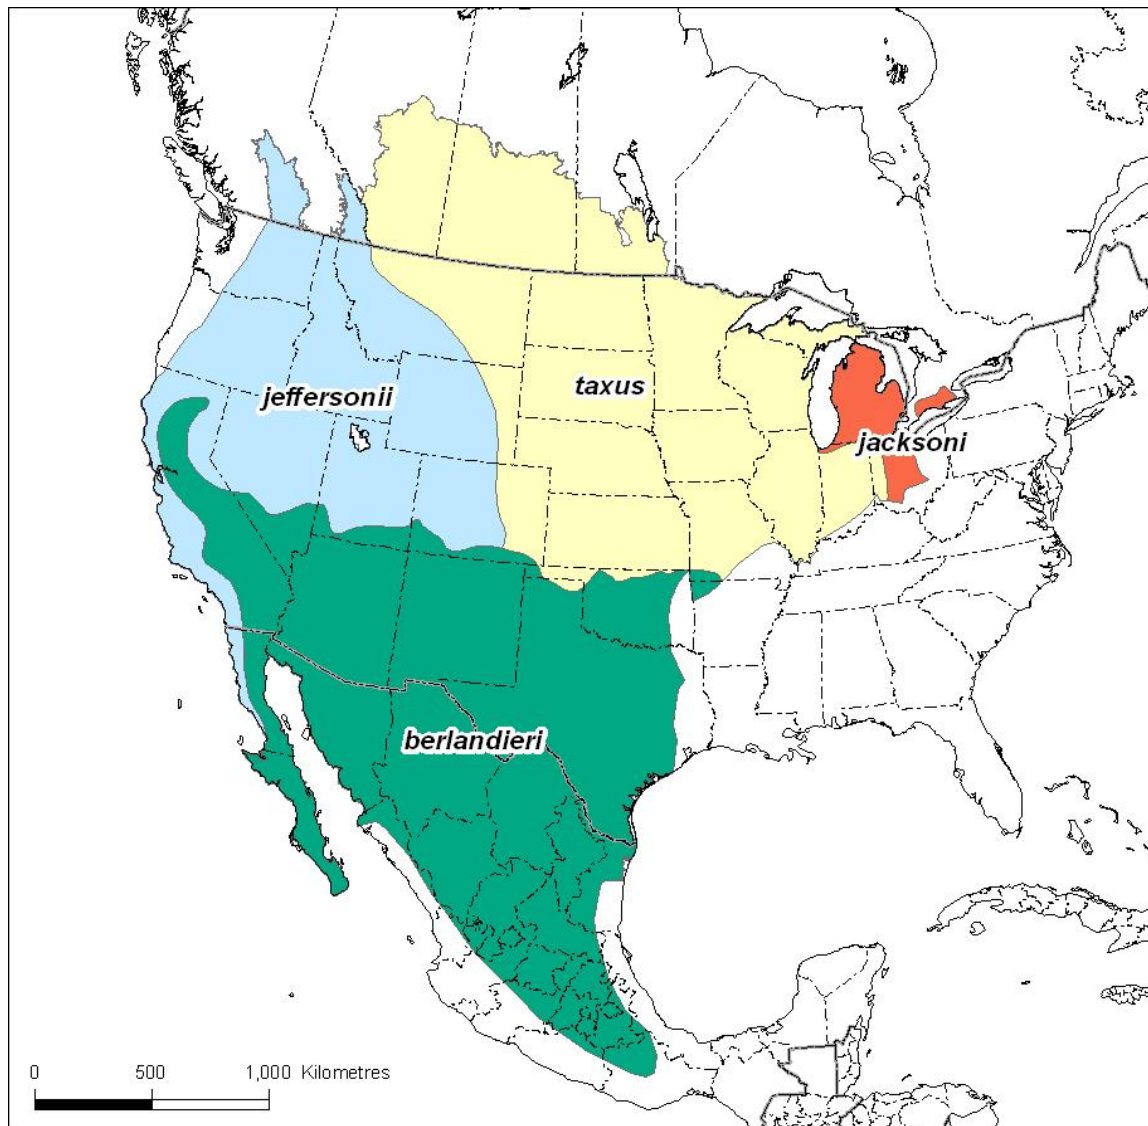 jeffersonii
taxus
jacksoni
berlandieri
0 500 1,000 Kilometres